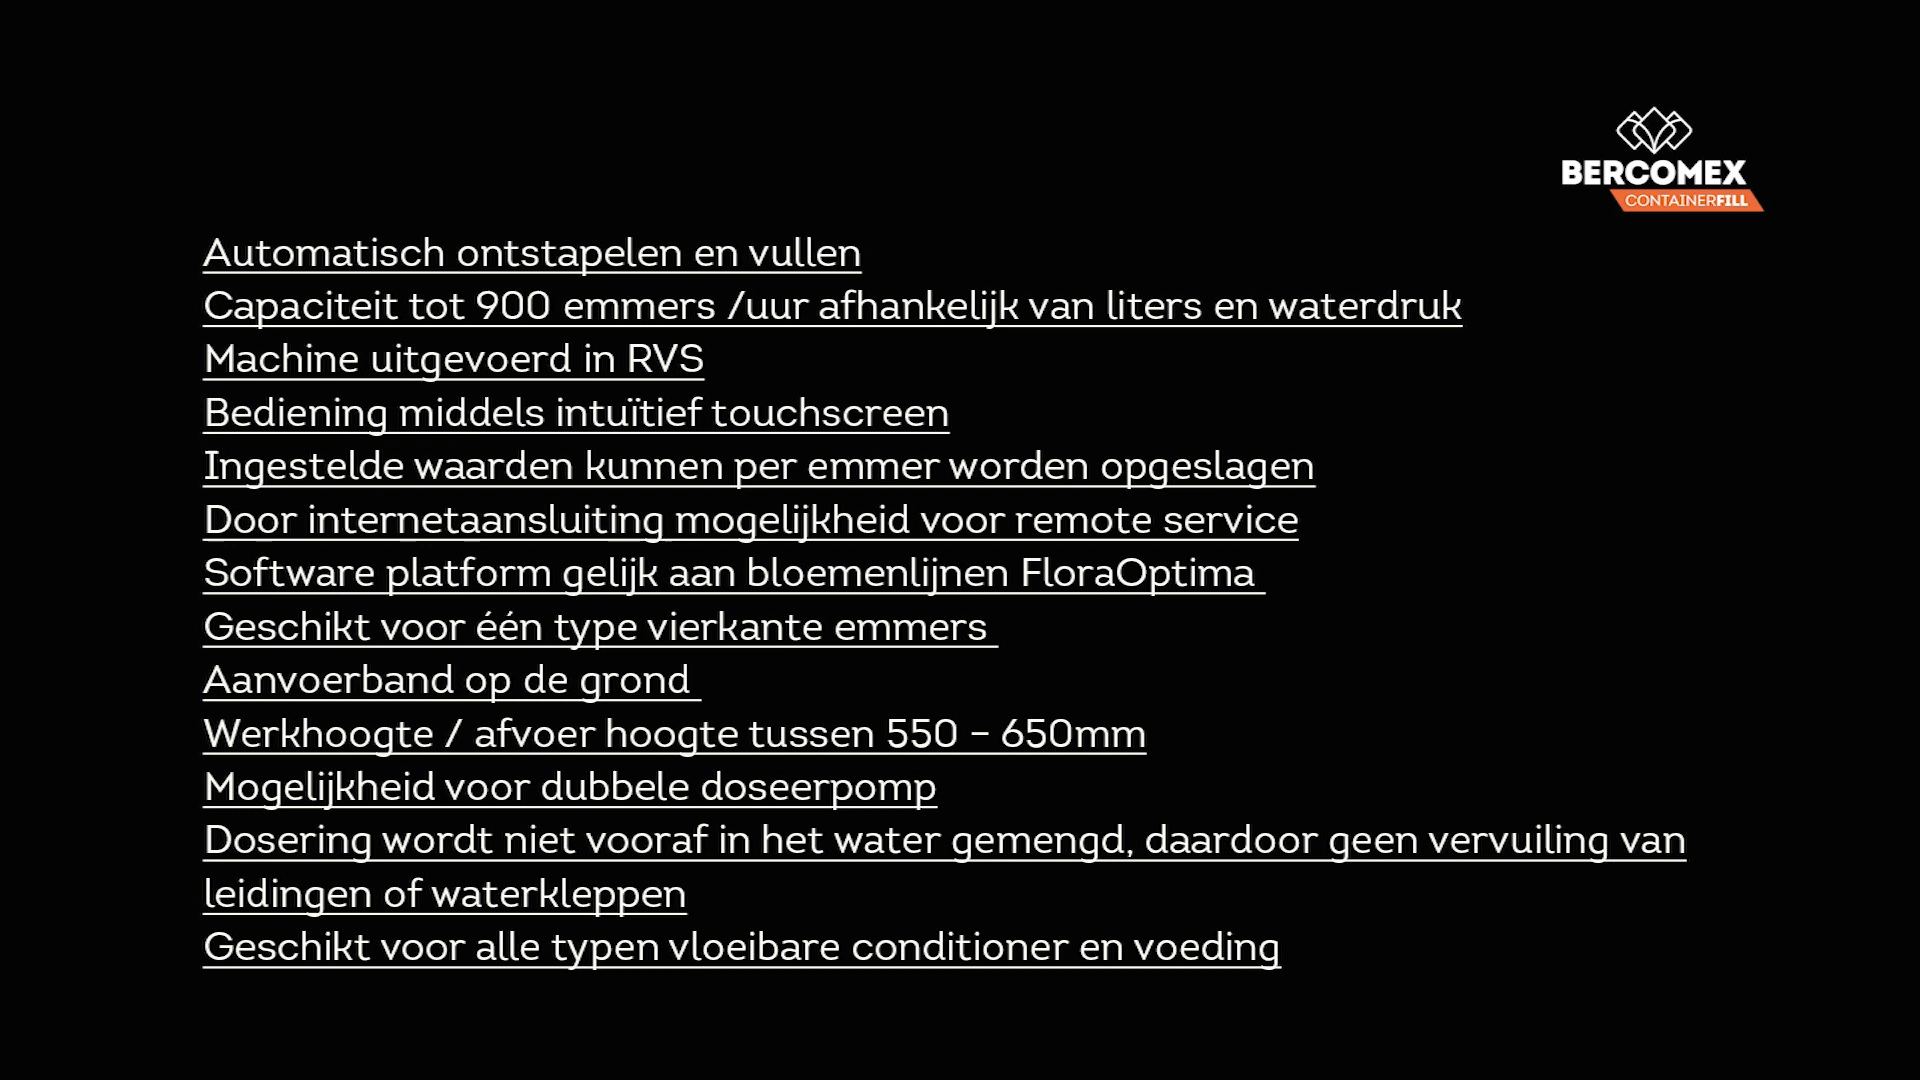 BERCOMEX
CONTAINERFILL
Automatisch ontstapelen en vullen
Capaciteit tot 900 emmers /uur afhankelijk van liters en waterdruk
Machine uitgevoerd in RVS
Bediening middels intuïtief touchscreen
Ingestelde waarden kunnen per emmer worden opgeslagen
Door internetaansluiting mogelijkheid voor remote service
Software platform gelijk aan bloemenlijnen FloraOptima
Geschikt voor één type vierkante emmers
Aanvoerband op de grond
Werkhoogte / afvoer hoogte tussen 550 – 650mm
Mogelijkheid voor dubbele doseerpomp
Dosering wordt niet vooraf in het water gemengd, daardoor geen vervuiling van
leidingen of waterkleppen
Geschikt voor alle typen vloeibare conditioner en voeding